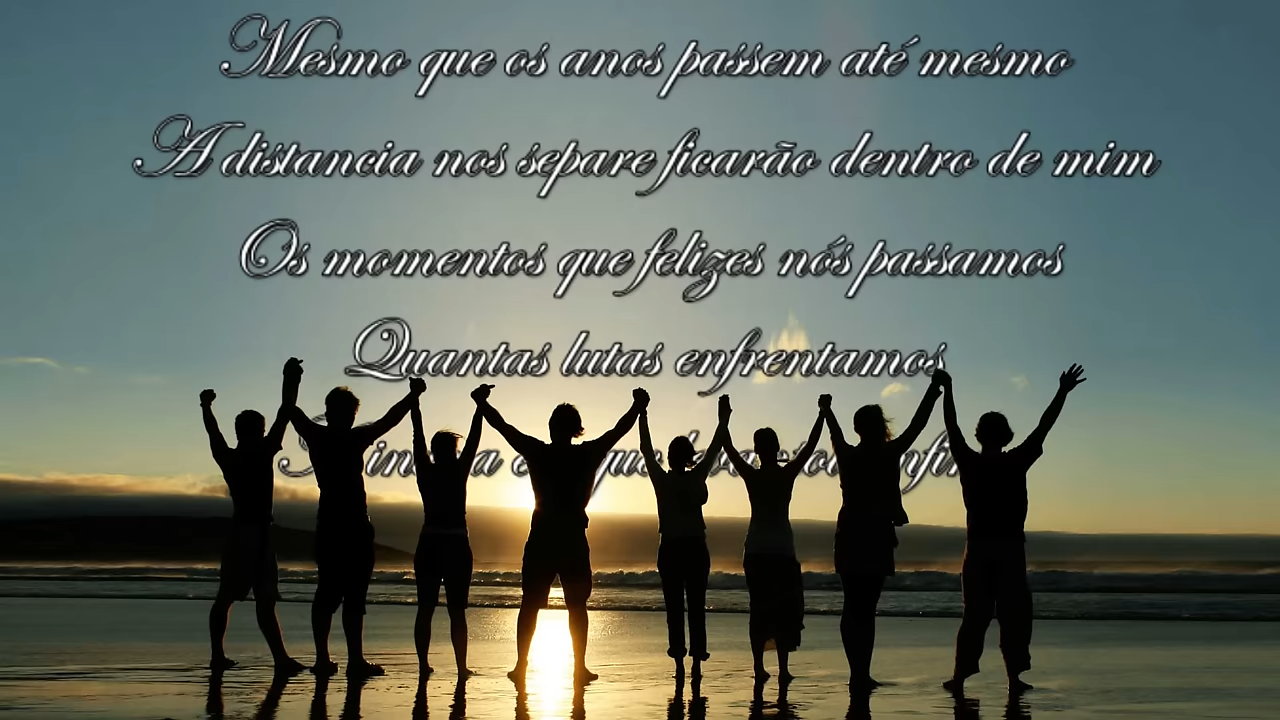 Mesmo que os anos passem até mesmo
A distancia nos separe ficarão dentro de mim
Os momentos que felizes nós passamos
Quantas lutas enfrentamos